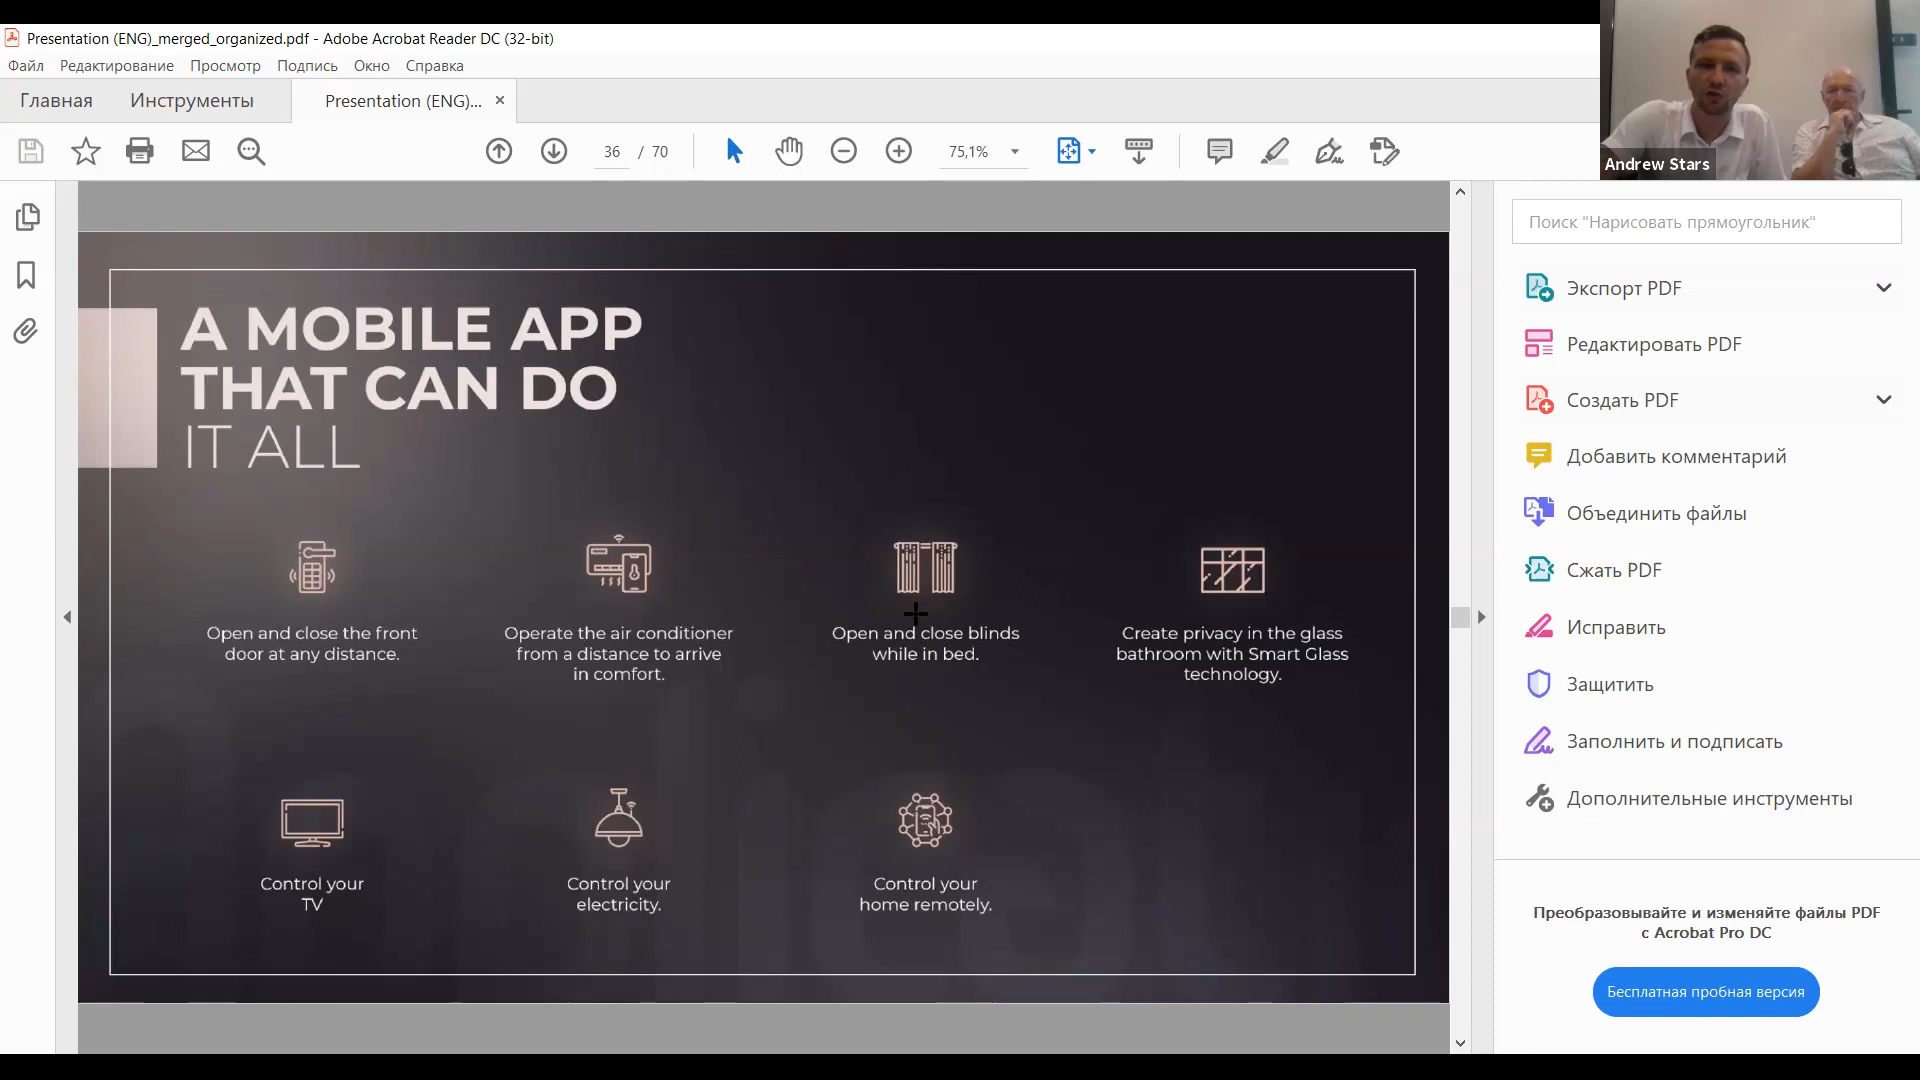 Presentation (ENG)_merged_organized.pdf - Adobe Acrobat Reader DC (32-bit)
Файл Редактирование Просмотр Подпись Окно Справка
Главная Инструменты Presentation (ENG)... ×
36 / 70 75,1%
Andrew Stars
A MOBILE APP
THAT CAN DO
IT ALL
Open and close the front
door at any distance.
Operate the air conditioner
from a distance to arrive
in comfort.
Open and close blinds
while in bed.
Create privacy in the glass
bathroom with Smart Glass
technology.
Control your
TV
Control your
electricity.
Control your
home remotely.
Поиск "Нарисовать прямоугольник"
Экспорт PDF
Редактировать PDF
Создать PDF
Добавить комментарий
Объединить файлы
Сжать PDF
Исправить
Защитить
Заполнить и подписать
Дополнительные инструменты
Преобразовывайте и изменяйте файлы PDF
с Acrobat Pro DC
Бесплатная пробная версия